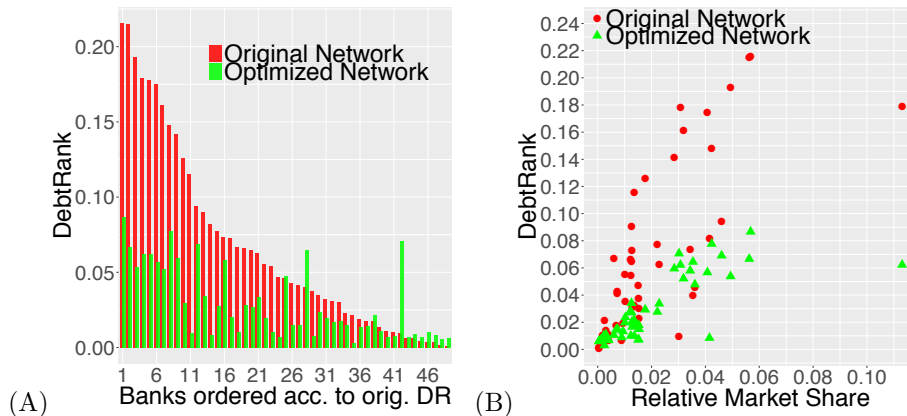 Original Network
Optimized Network
DebtRank
0.20
0.15
0.10
0.05
0.00
1 6 11 16 21 26 31 36 41 46
Banks ordered acc. to orig. DR
(A)
Original Network
Optimized Network
DebtRank
0.24
0.22
0.20
0.18
0.16
0.14
0.12
0.10
0.08
0.06
0.04
0.02
0.00
0.00 0.02 0.04 0.06 0.08 0.10
Relative Market Share
(B)